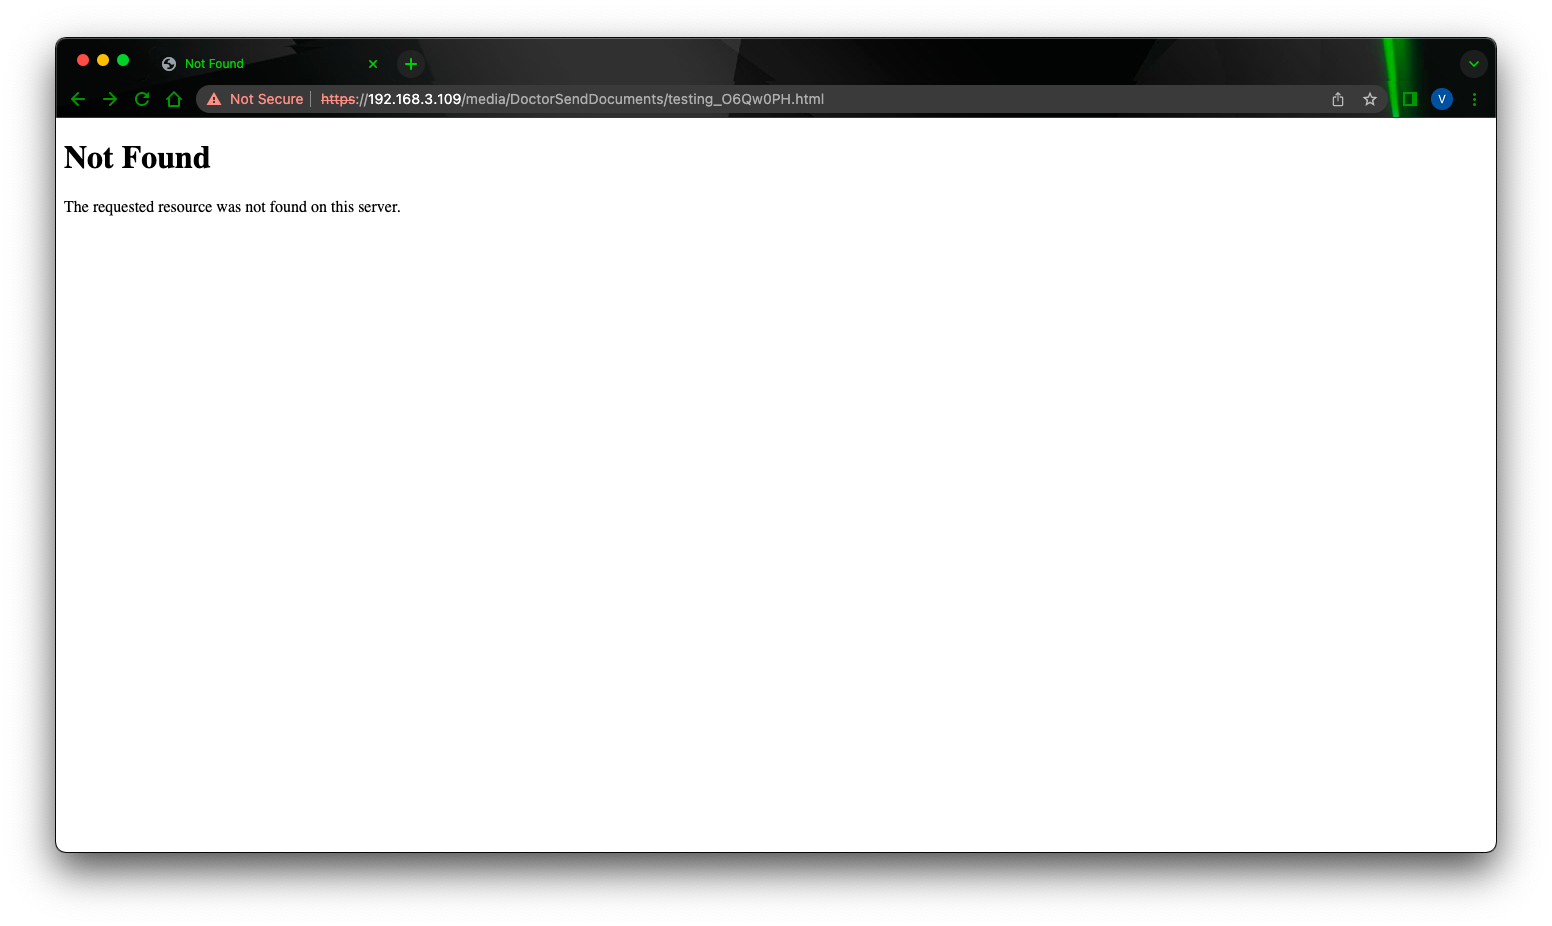 Not Found
Not Secure | https://192.168.3.109/media/DoctorSendDocuments/testing_O6Qw0PH.html
V
Not Found
The requested resource was not found on this server.